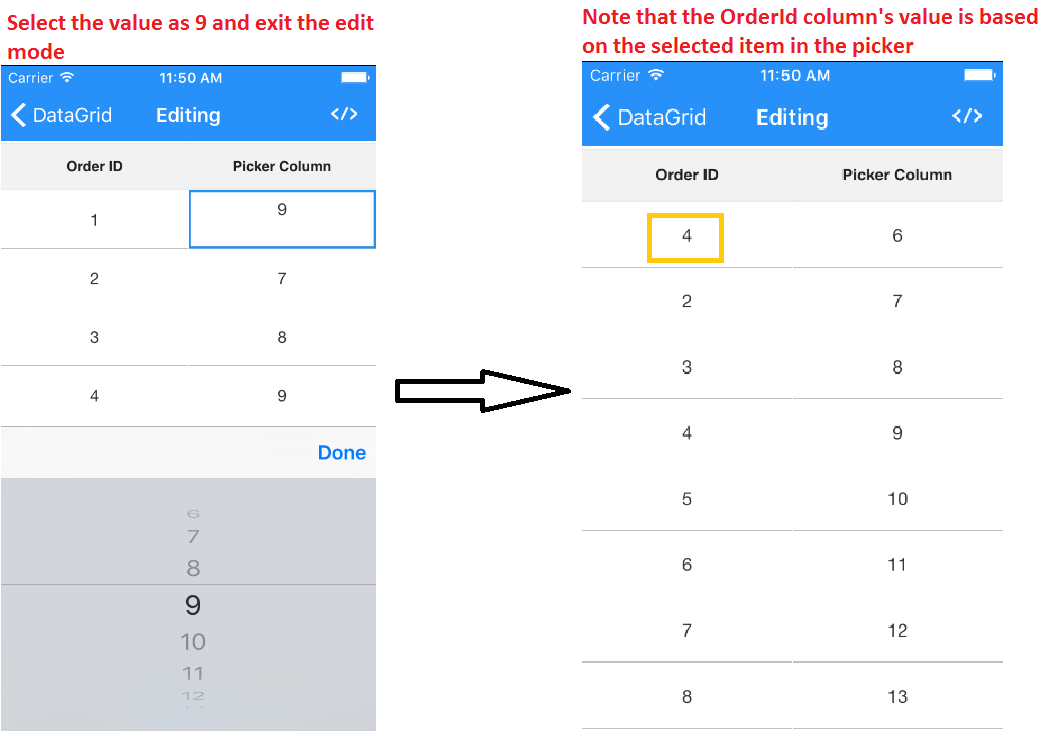 Select the value as 9 and exit the edit
mode
Carrier 11:50 AM
DataGrid Editing </>
Order ID Picker Column
1 9
2 7
3 8
4 9
Done
6
7
8
9
10
11
12
Note that the OrderId column's value is based
on the selected item in the picker
Carrier 11:50 AM
DataGrid Editing </>
Order ID Picker Column
4 6
2 7
3 8
4 9
5 10
6 11
7 12
8 13